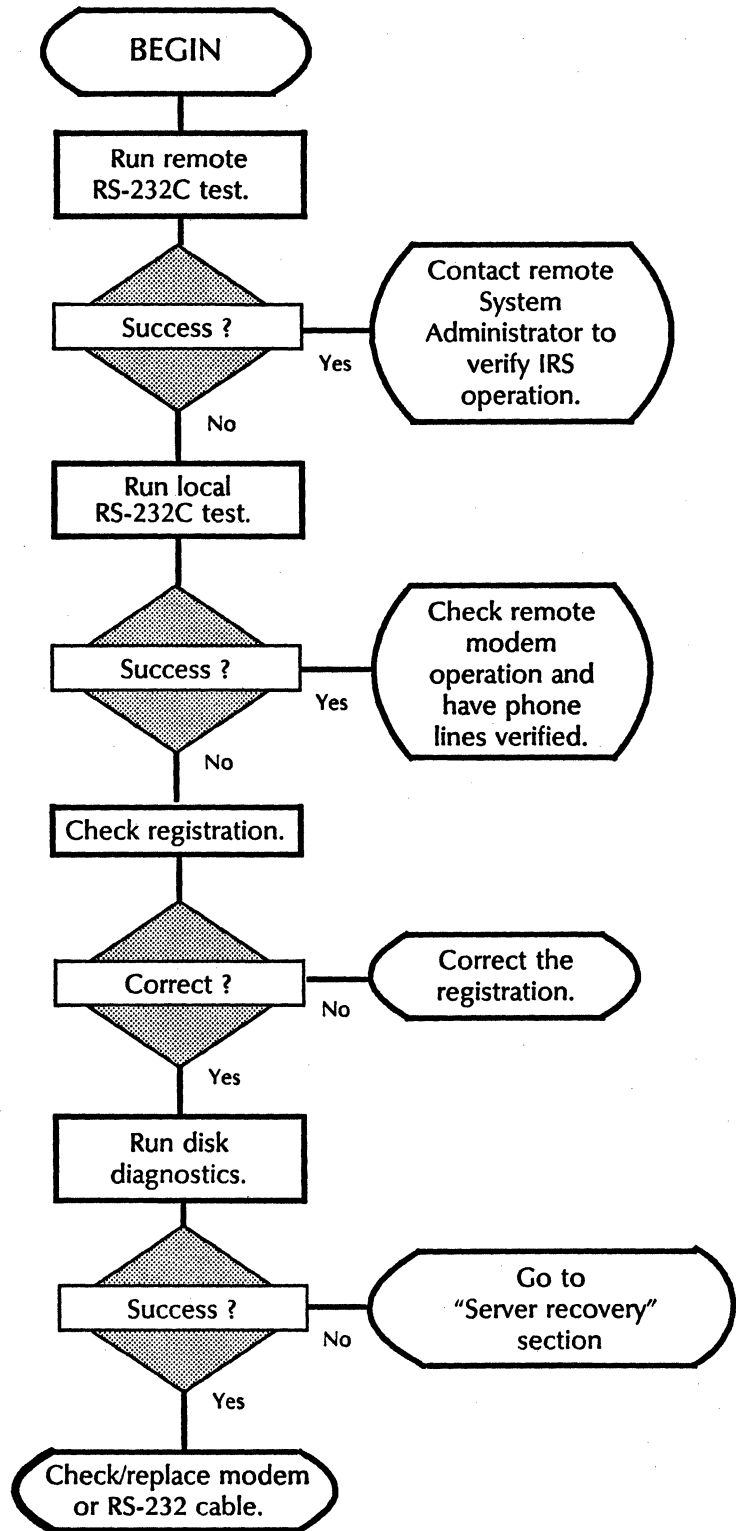 BEGIN
Run remote
RS-232C test.
Success ?
Yes
Contact remote
System
Administrator to
verify IRS
operation.
No
Run local
RS-232C test.
Success ?
Yes
Check remote
modem
operation and
have phone
lines verified.
No
Check registration.
Correct ?
No
Correct the
registration.
Yes
Run disk
diagnostics.
Success ?
No
Go to
“Server recovery”
section
Yes
Check/replace modem
or RS-232 cable.